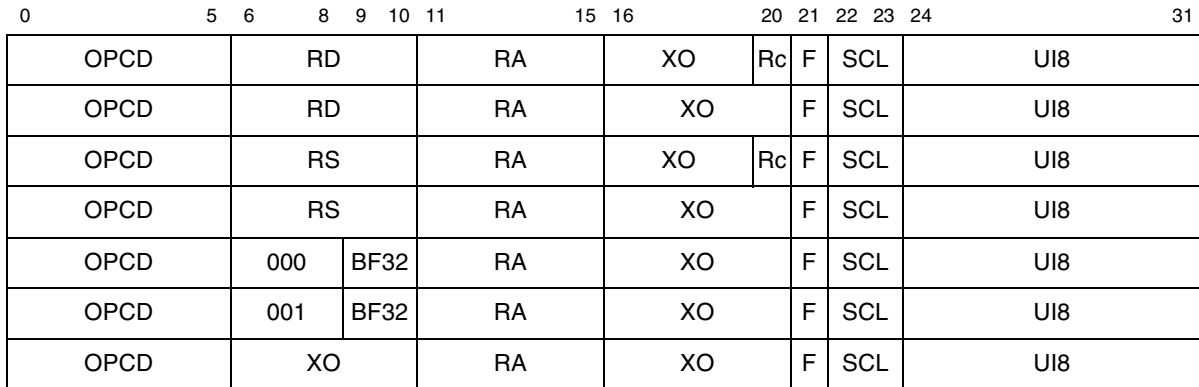 0 5 6 8 9 10 11 15 16 20 21 22 23 24 31
OPCD RD RA XO Rc F SCL UI8
OPCD RD RA XO F SCL UI8
OPCD RS RA XO Rc F SCL UI8
OPCD RS RA XO F SCL UI8
OPCD 000 BF32 RA XO F SCL UI8
OPCD 001 BF32 RA XO F SCL UI8
OPCD XO RA XO F SCL UI8